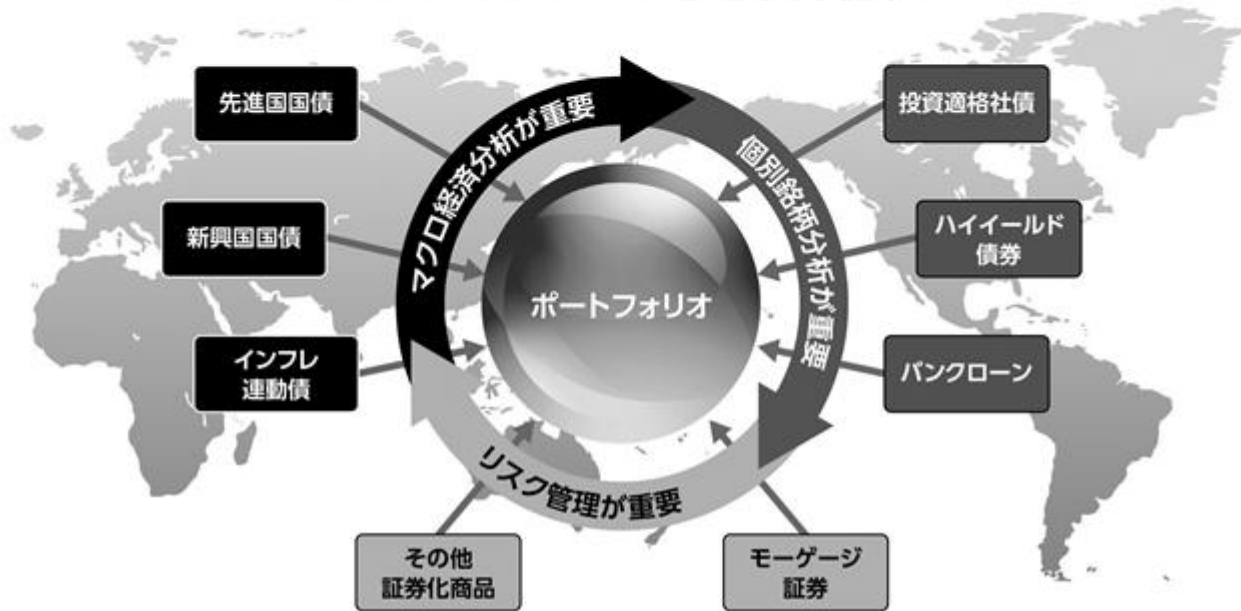 先進国国債
新興国国債
インフレ
連動債
マクロ経済分析が重要
個別銘柄分析が重要
リスク管理が重要
ポートフォリオ
投資適格社債
ハイイールド
債券
バンクローン
その他
証券化商品
モーゲージ
証券